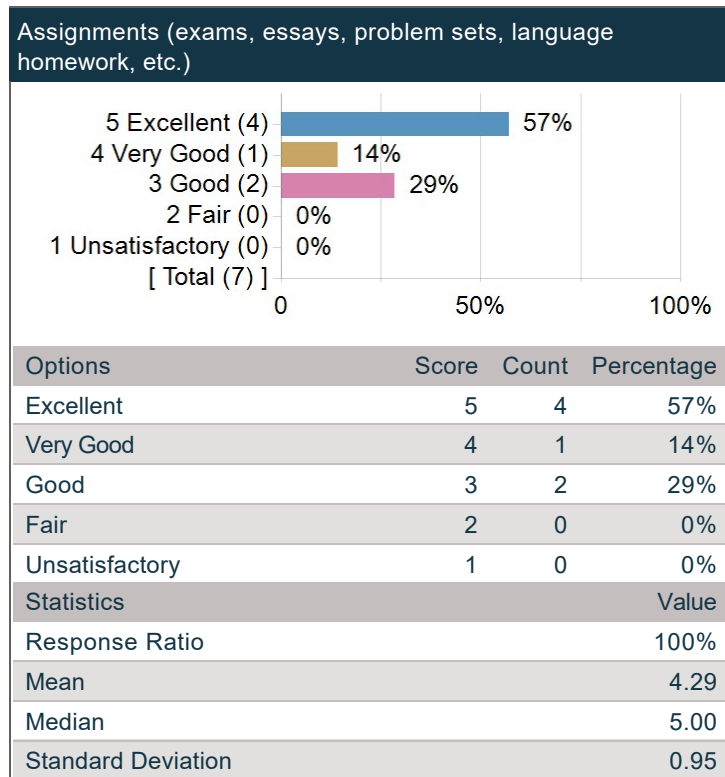 Assignments (exams, essays, problem sets, language
homework, etc.)
5 Excellent (4) 57%
4 Very Good (1) 14%
3 Good (2) 29%
2 Fair (0) 0%
1 Unsatisfactory (0) 0%
[ Total (7) ]
0 50% 100%
Options Score Count Percentage
Excellent 5 4 57%
Very Good 4 1 14%
Good 3 2 29%
Fair 2 0 0%
Unsatisfactory 1 0 0%
Statistics Value
Response Ratio 100%
Mean 4.29
Median 5.00
Standard Deviation 0.95